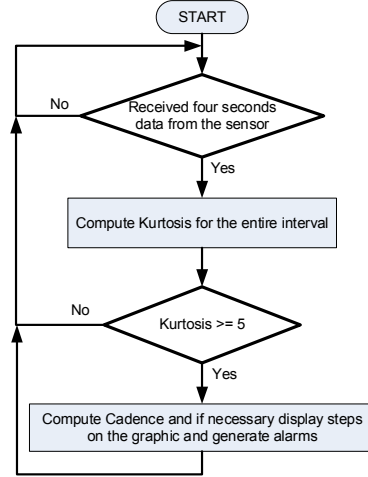 START
No
Received four seconds
data from the sensor
Yes
Compute Kurtosis for the entire interval
No
Kurtosis >= 5
Yes
Compute Cadence and if necessary display steps
on the graphic and generate alarms